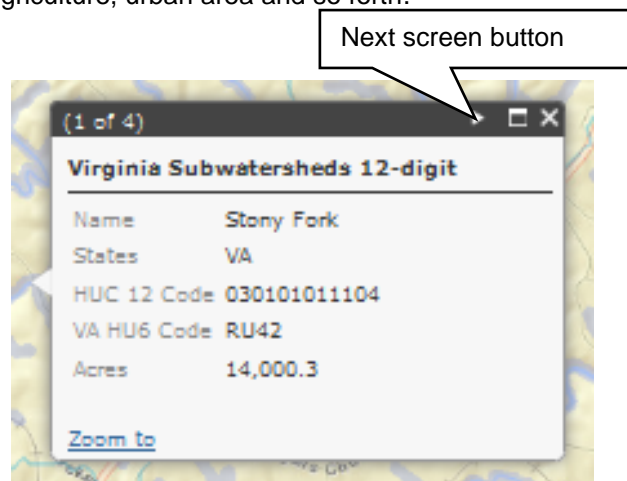 griculture, urban area and so forth.
Next screen button
(1 of 4)
Virginia Subwatersheds 12-digit
Name Stony Fork
States VA
HUC 12 Code 030101011104
VA HU6 Code RU42
Acres 14,000.3
Zoom to